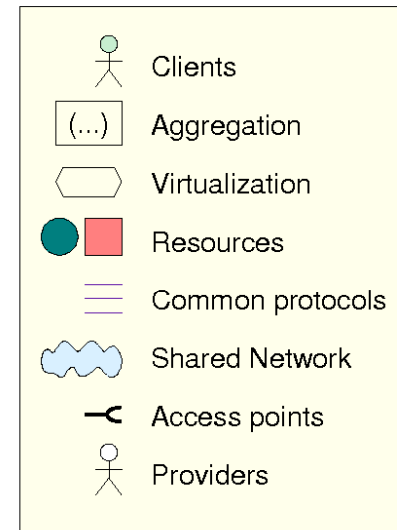 Clients
(...) Aggregation
Virtualization
Resources
Common protocols
Shared Network
Access points
Providers